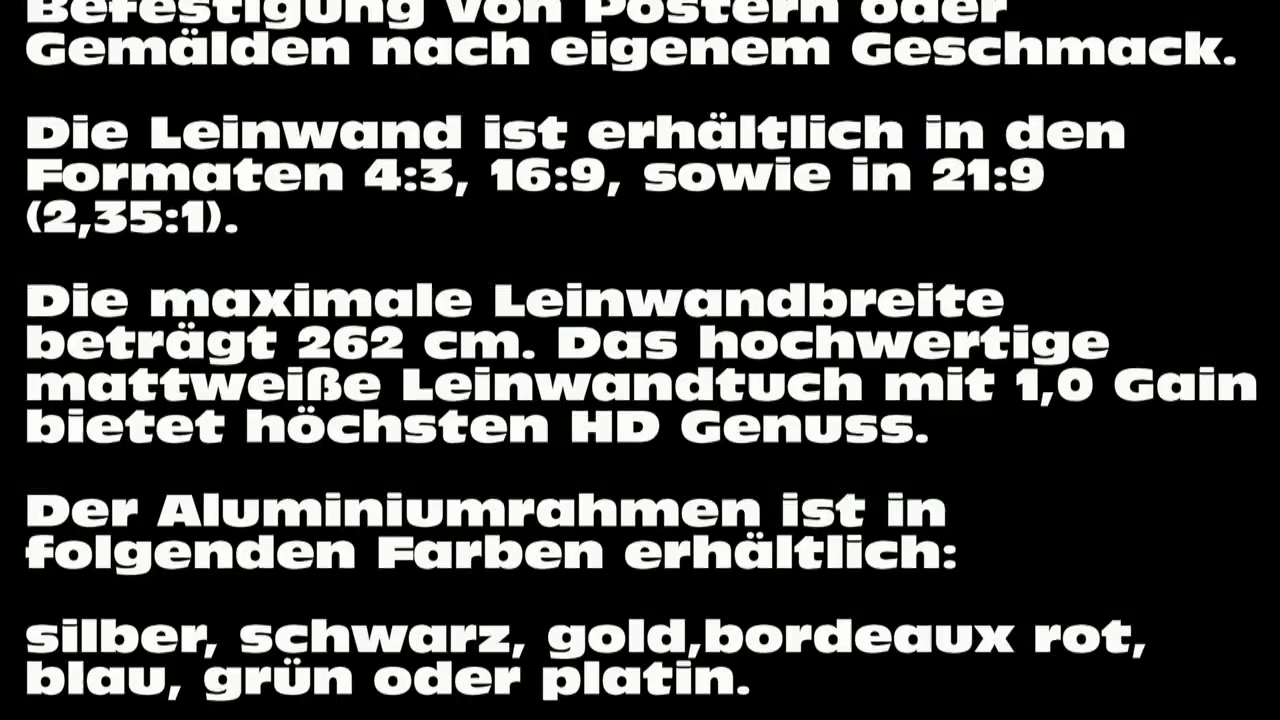 Befestigung von Postern oder
Gemälden nach eigenem Geschmack.
Die Leinwand ist erhältlich in den
Formaten 4:3, 16:9, sowie in 21:9
(2,35:1).
Die maximale Leinwandbreite
beträgt 262 cm. Das hochwertige
mattweiße Leinwandtuch mit 1,0 Gain
bietet höchsten HD Genuss.
Der Aluminiumrahmen ist in
folgenden Farben erhältlich:
silber, schwarz, gold,bordeaux rot,
blau, grün oder platin.